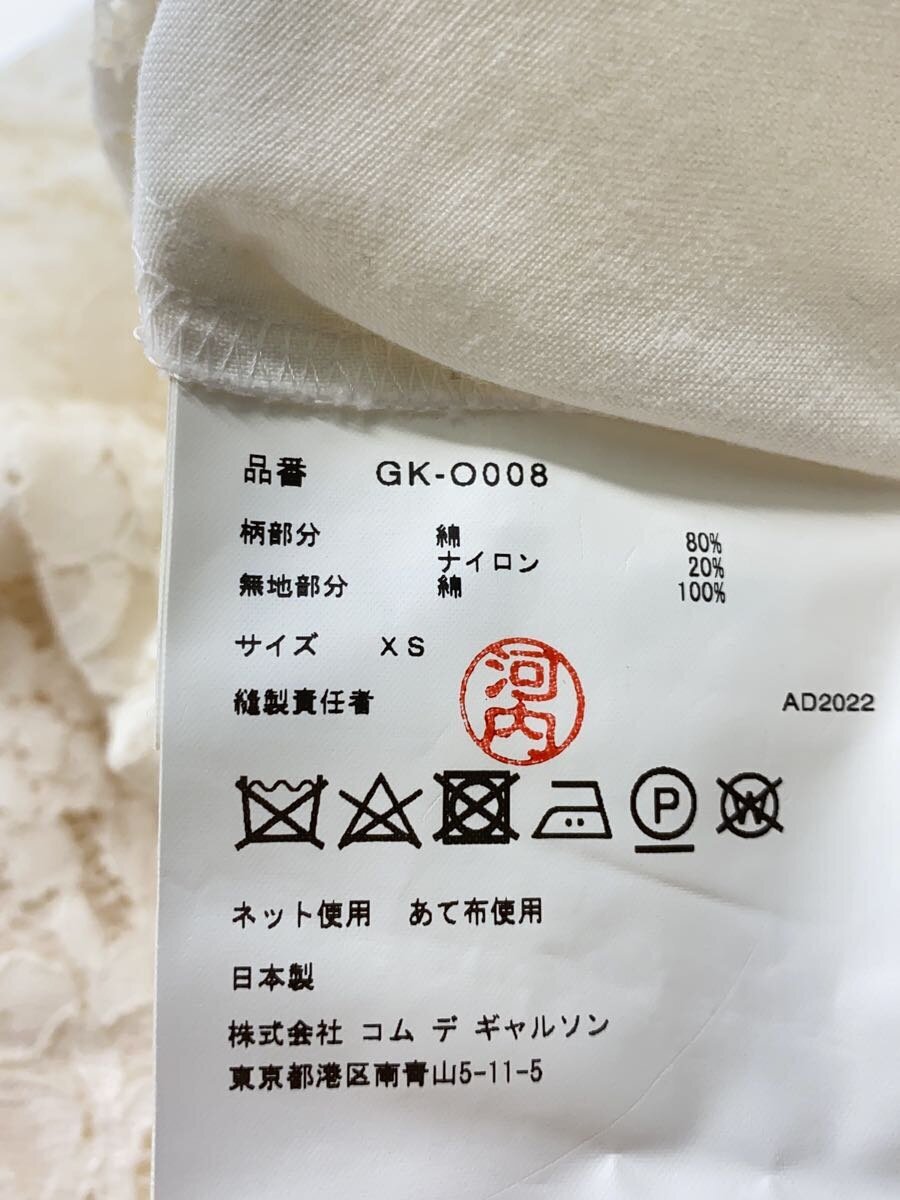 品番 GK-O008
柄部分 綿 80%
ナイロン 20%
無地部分 綿 100%
サイズ XS
河内
縫製責任者 AD2022
P W
ネット使用 あて布使用
日本製
株式会社 コム デ ギャルソン
東京都港区南青山5-11-5